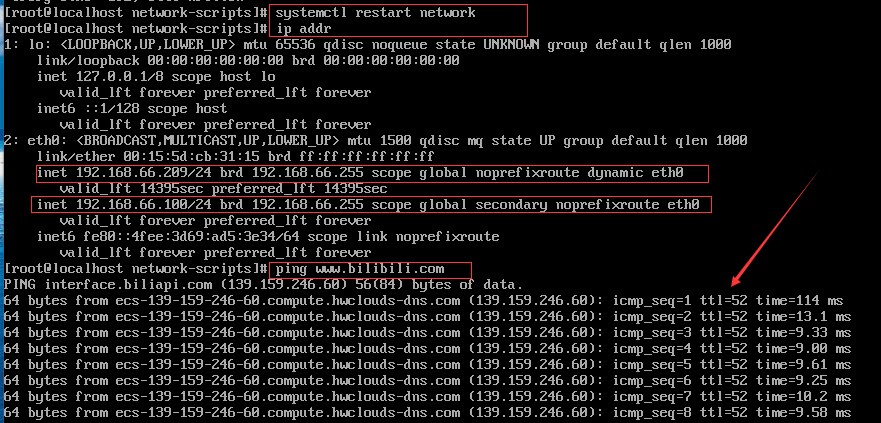 [root@localhost network-scripts]# systemctl restart network
[root@localhost network-scripts]# ip addr
1: lo: <LOOPBACK,UP,LOWER_UP> mtu 65536 qdisc noqueue state UNKNOWN group default qlen 1000
link/loopback 00:00:00:00:00:00 brd 00:00:00:00:00:00
inet 127.0.0.1/8 scope host lo
valid_lft forever preferred_lft forever
inet6 ::1/128 scope host
valid_lft forever preferred_lft forever
2: eth0: <BROADCAST,MULTICAST,UP,LOWER_UP> mtu 1500 qdisc mq state UP group default qlen 1000
link/ether 00:15:5d:cb:31:15 brd ff:ff:ff:ff:ff:ff
inet 192.168.66.209/24 brd 192.168.66.255 scope global noprefixroute dynamic eth0
valid_lft 14395sec preferred_lft 14395sec
inet 192.168.66.100/24 brd 192.168.66.255 scope global secondary noprefixroute eth0
valid_lft forever preferred_lft forever
inet6 fe80::4fee:3d69:ad5:3e34/64 scope link noprefixroute
valid_lft forever preferred_lft forever
[root@localhost network-scripts]# ping www.bilibili.com
PING interface.biliapi.com (139.159.246.60) 56(84) bytes of data.
64 bytes from ecs-139-159-246-60.compute.hwclouds-dns.com (139.159.246.60): icmp_seq=1 ttl=52 time=114 ms
64 bytes from ecs-139-159-246-60.compute.hwclouds-dns.com (139.159.246.60): icmp_seq=2 ttl=52 time=13.1 ms
64 bytes from ecs-139-159-246-60.compute.hwclouds-dns.com (139.159.246.60): icmp_seq=3 ttl=52 time=9.33 ms
64 bytes from ecs-139-159-246-60.compute.hwclouds-dns.com (139.159.246.60): icmp_seq=4 ttl=52 time=9.00 ms
64 bytes from ecs-139-159-246-60.compute.hwclouds-dns.com (139.159.246.60): icmp_seq=5 ttl=52 time=9.61 ms
64 bytes from ecs-139-159-246-60.compute.hwclouds-dns.com (139.159.246.60): icmp_seq=6 ttl=52 time=9.25 ms
64 bytes from ecs-139-159-246-60.compute.hwclouds-dns.com (139.159.246.60): icmp_seq=7 ttl=52 time=10.2 ms
64 bytes from ecs-139-159-246-60.compute.hwclouds-dns.com (139.159.246.60): icmp_seq=8 ttl=52 time=9.58 ms